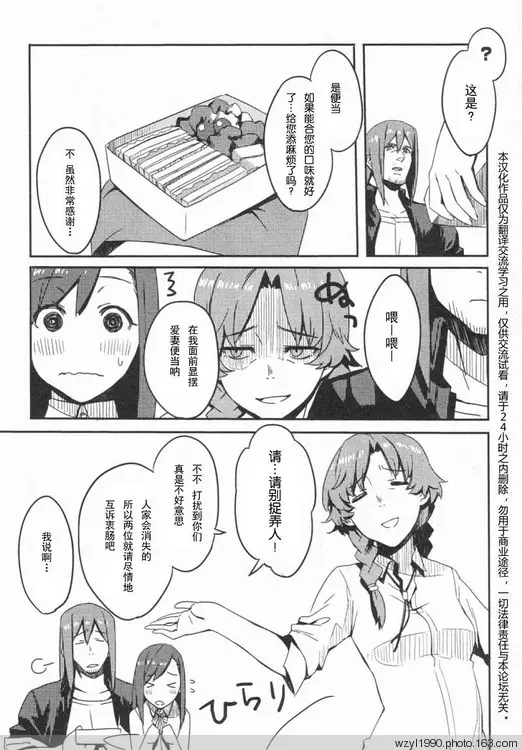 ？
这是？
是便当
如果能合您的口味就好
了…给您添麻烦了吗？
不 虽然非常
感谢…
喂—喂—
ぬっ
在我面前显摆
爱妻便当呐
请…请别捉弄人！
不不 打扰到你们
真是不好意思
人家会消失的
所以两位就请尽情地
互诉衷肠吧
我说啊…
ひらり
本汉化作品仅为翻译交流学习之用，仅供交流试看，请于24小时之内删除，勿用于商业途径，一切法律责任与本论坛无关。
wzyl1990.photo.163.com